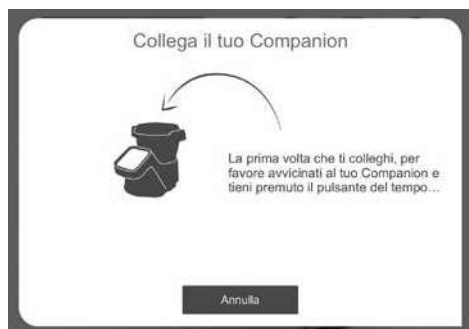 Collega il tuo Companion
La prima volta che ti colleghi, per
favore avvicinati al tuo Companion e
tieni premuto il pulsante del tempo...
Annulla